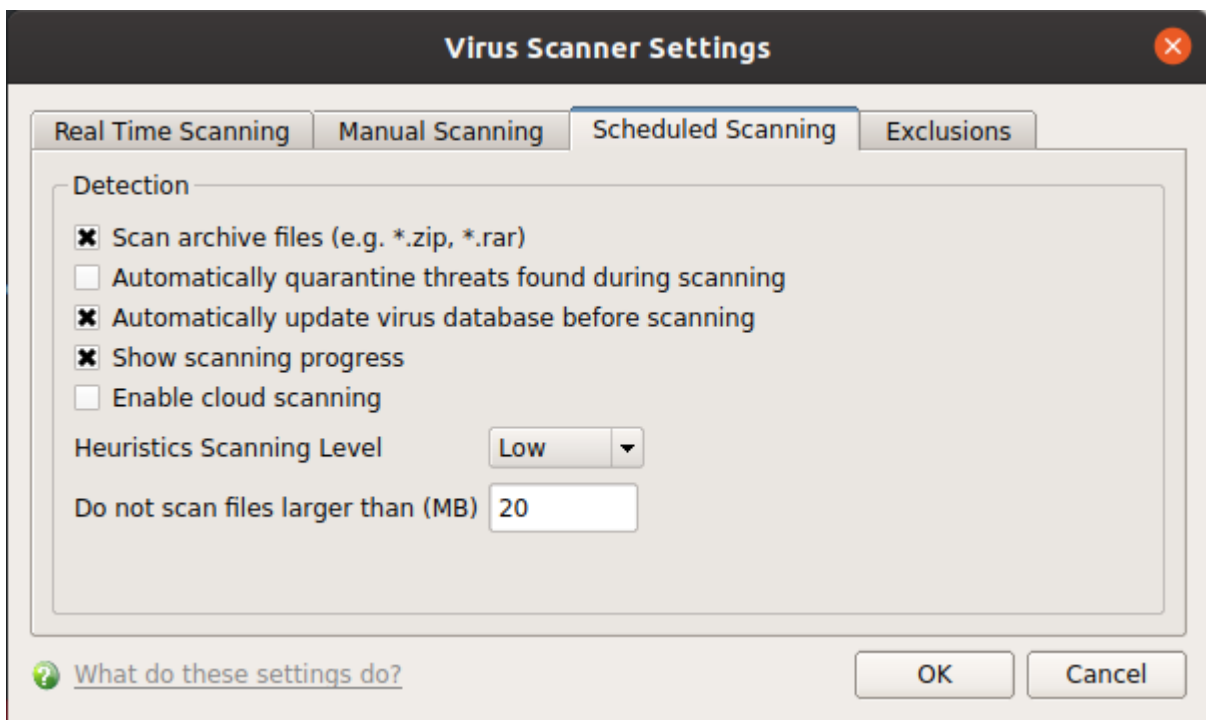 Virus Scanner Settings
Real Time Scanning Manual Scanning Scheduled Scanning Exclusions
Detection
Scan archive files (e.g. *.zip, *.rar)
Automatically quarantine threats found during scanning
Automatically update virus database before scanning
Show scanning progress
Enable cloud scanning
Heuristics Scanning Level Low
Do not scan files larger than (MB) 20
What do these settings do? OK Cancel